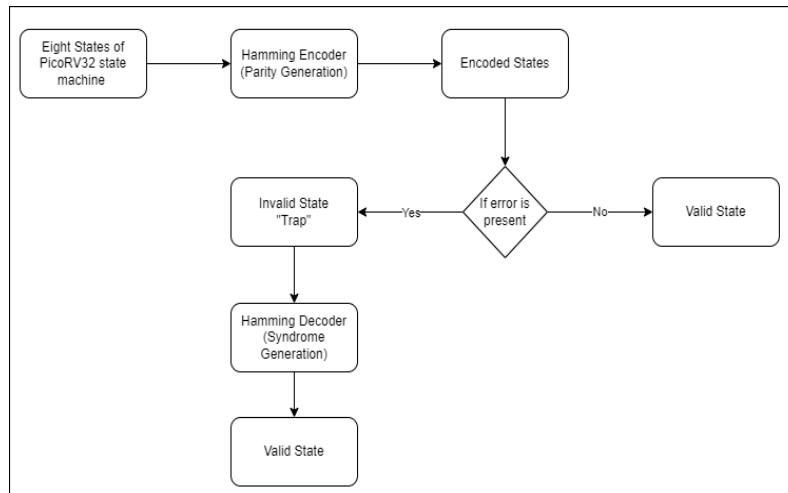 Eight States of
PicoRV32 state
machine
Hamming Encoder
(Parity Generation)
Encoded States
If error is
present
Yes
No
Invalid State
"Trap"
Valid State
Hamming Decoder
(Syndrome
Generation)
Valid State